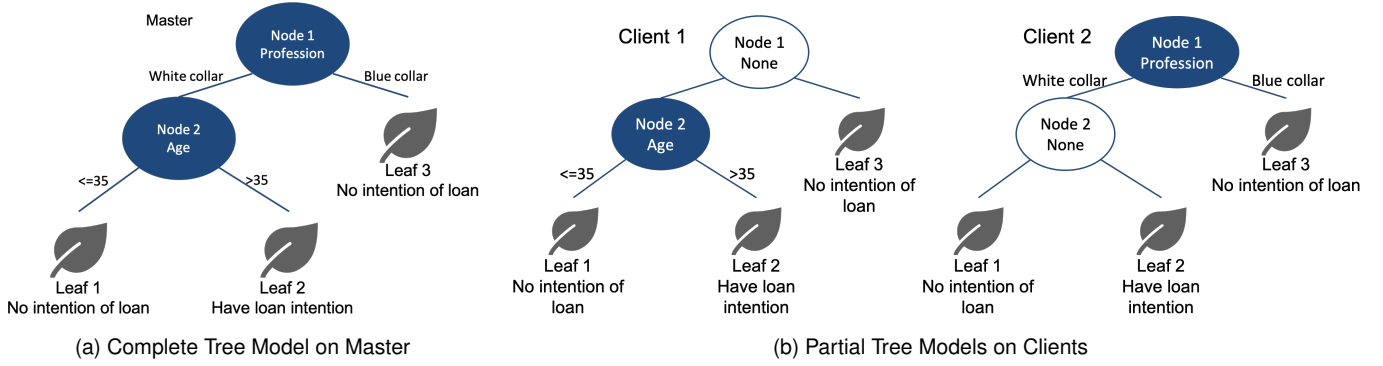 Master
Node 1
Profession
White collar
Blue collar
Node 2
Age
<=35
>35
Leaf 3
No intention of loan
Leaf 1
No intention of loan
Leaf 2
Have loan intention
(a) Complete Tree Model on Master
Client 1
Node 1
None
Node 2
Age
<=35
>35
Leaf 3
No intention of
loan
Leaf 1
No intention of
loan
Leaf 2
Have loan
intention
Client 2
Node 1
Profession
White collar
Blue collar
Node 2
None
Leaf 3
No intention of loan
Leaf 1
No intention of
loan
Leaf 2
Have loan
intention
(b) Partial Tree Models on Clients